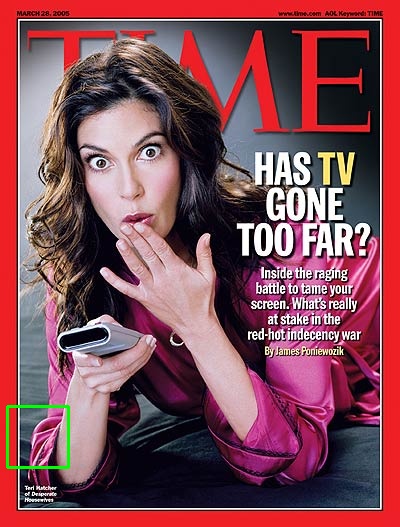 MARCH 28, 2005
www.time.com AOL Keyword: TIME
TIME
HAS TV
GONE
TOO FAR?
Inside the raging
battle to tame your
screen. What's really
at stake in the
red-hot indecency war
By James Poniewozik
Teri Hatcher
of Desperate
Housewives